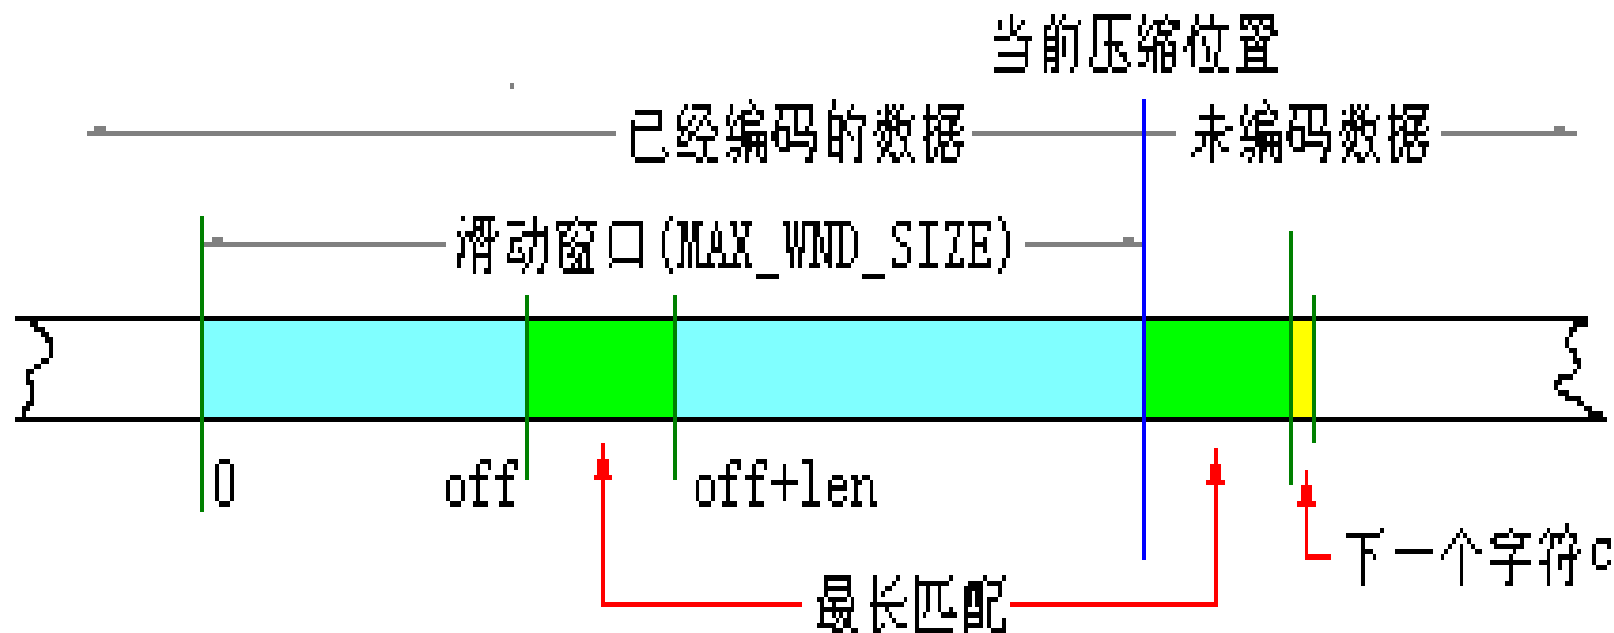 当前压缩位置
已经编码的数据 未编码数据
滑动窗口(MAX_WND_SIZE)
0 off off+len
下一个字符c
最长匹配